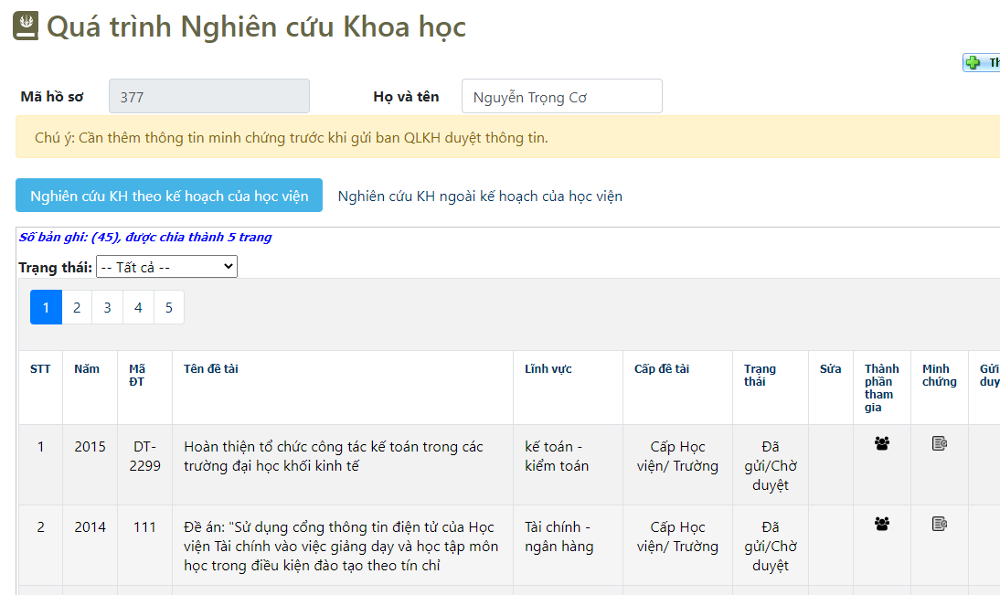 Quá trình Nghiên cứu Khoa học
Mã hồ sơ 377 Họ và tên Nguyễn Trọng Cơ
Chú ý: Cần thêm thông tin minh chứng trước khi gửi ban QLKH duyệt thông tin.
Nghiên cứu KH theo kế hoạch của học viện Nghiên cứu KH ngoài kế hoạch của học viện
Số bản ghi: (45), được chia thành 5 trang
Trạng thái: -- Tất cả --
1 2 3 4 5
STT Năm Mã ĐT Tên đề tài Lĩnh vực Cấp đề tài Trạng thái Sửa Thành phần tham gia Minh chứng Gửi
1 2015 DT-2299 Hoàn thiện tổ chức công tác kế toán trong các trường đại học khối kinh tế kế toán - kiểm toán Cấp Học viện/ Trường Đã gửi/Chờ duyệt
2 2014 111 Đề án: "Sử dụng cổng thông tin điện tử của Học viện Tài chính vào việc giảng dạy và học tập môn học trong điều kiện đào tạo theo tín chỉ Tài chính - ngân hàng Cấp Học viện/ Trường Đã gửi/Chờ duyệt